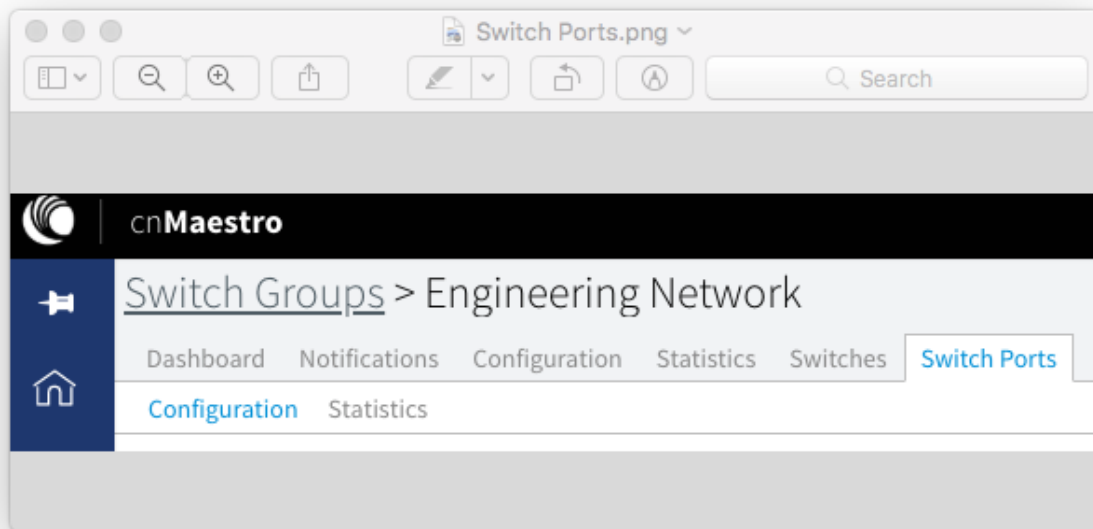 Switch Ports.png
Search
cnMaestro
Switch Groups > Engineering Network
Dashboard Notifications Configuration Statistics Switches Switch Ports
Configuration Statistics